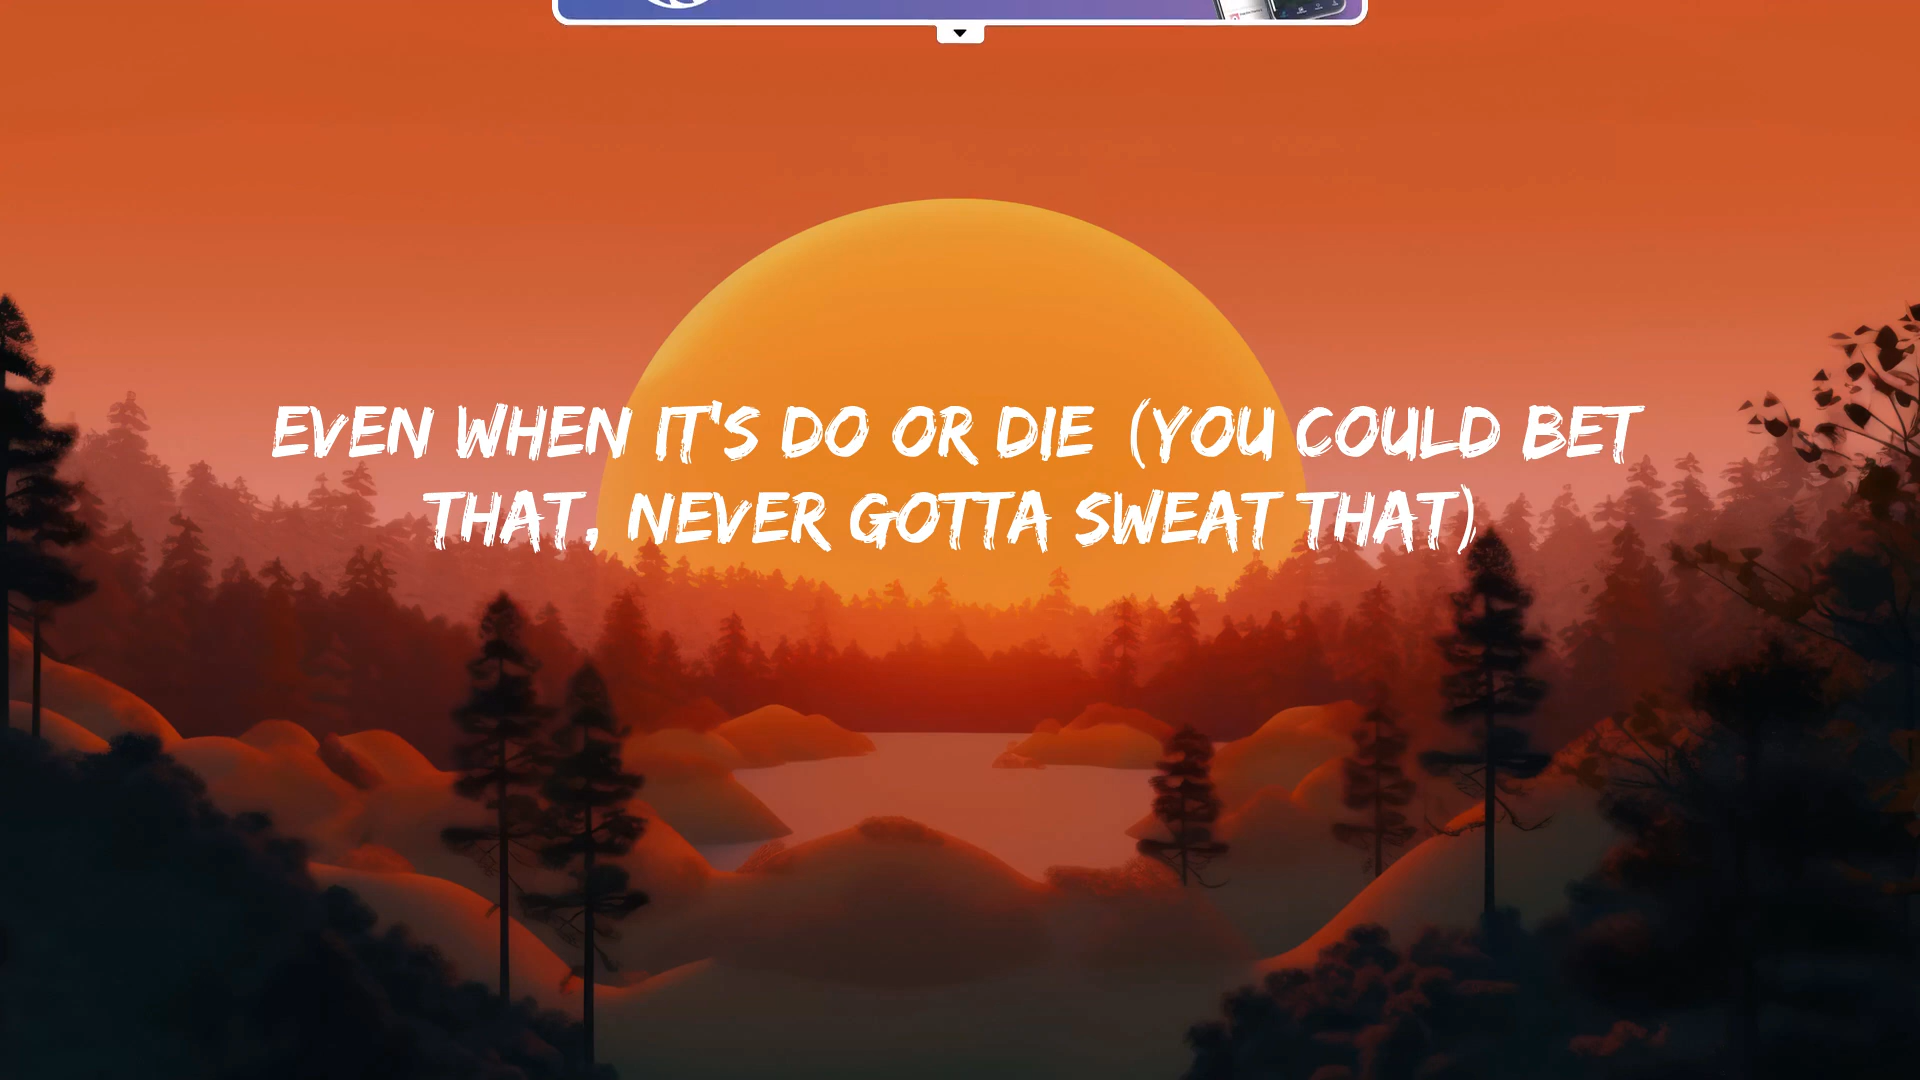 EVEN WHEN IT'S DO OR DIE (YOU COULD BET
THAT, NEVER GOTTA SWEAT THAT)